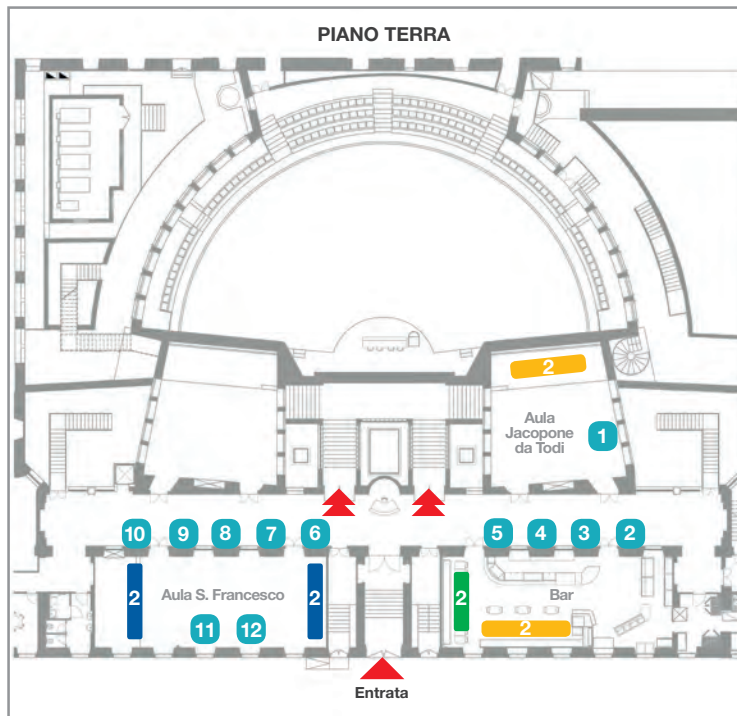 PIANO TERRA
2
Aula
Jacopone
da Todi
1
10
9
8
7
6
5
4
3
2
2
Aula S. Francesco
2
2
Bar
11
12
2
Entrata